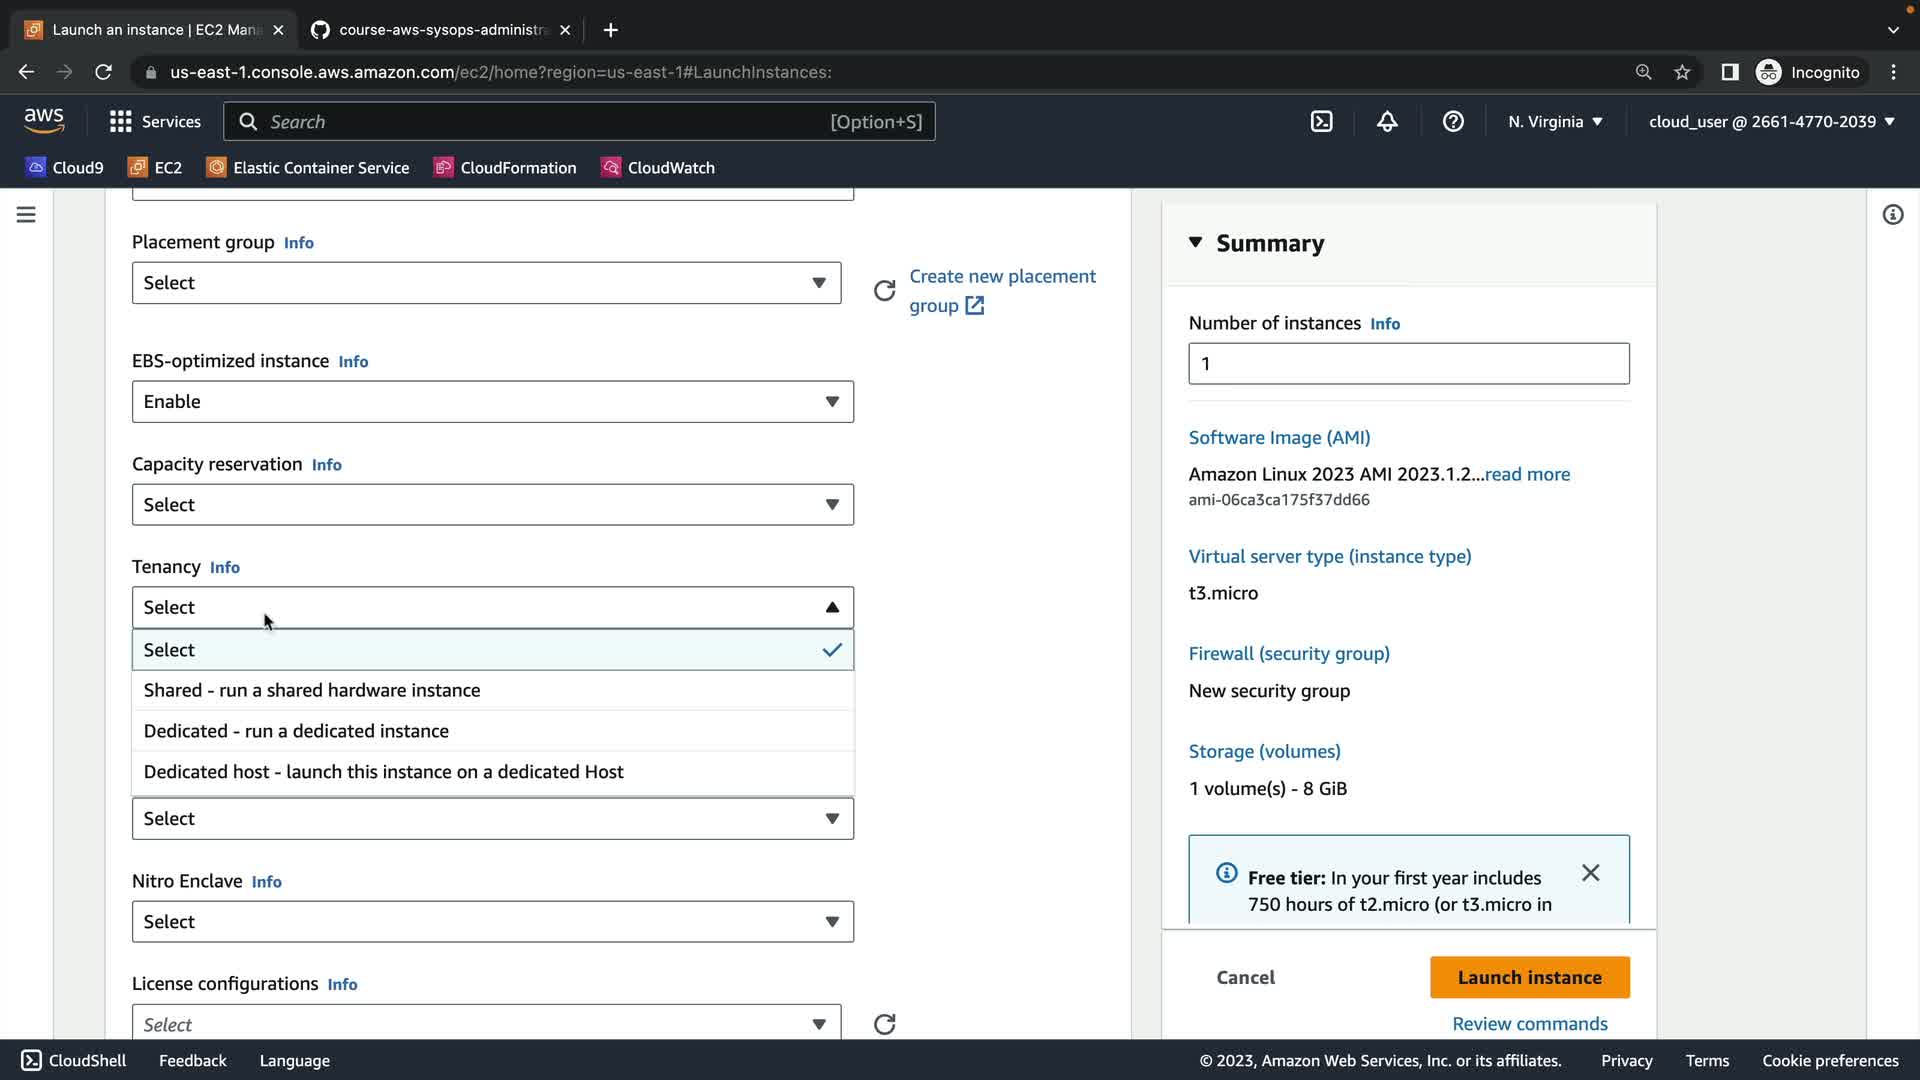 Launch an instance | EC2 Mana
course-aws-sysops-administra
us-east-1.console.aws.amazon.com/ec2/home?region=us-east-1#LaunchInstances:
Incognito
aws
Services
Search
[Option+S]
N. Virginia
cloud_user @ 2661-4770-2039
Cloud9
EC2
Elastic Container Service
CloudFormation
CloudWatch
Placement group Info
Select
Create new placement
group
EBS-optimized instance Info
Enable
Capacity reservation Info
Select
Tenancy Info
Select
Select
Shared - run a shared hardware instance
Dedicated - run a dedicated instance
Dedicated host - launch this instance on a dedicated Host
Select
Nitro Enclave Info
Select
License configurations Info
Select
Summary
Number of instances Info
1
Software Image (AMI)
Amazon Linux 2023 AMI 2023.1.2...read more
ami-06ca3ca175f37dd66
Virtual server type (instance type)
t3.micro
Firewall (security group)
New security group
Storage (volumes)
1 volume(s) - 8 GiB
Free tier: In your first year includes
750 hours of t2.micro (or t3.micro in
Cancel
Launch instance
Review commands
CloudShell
Feedback
Language
© 2023, Amazon Web Services, Inc. or its affiliates.
Privacy
Terms
Cookie preferences